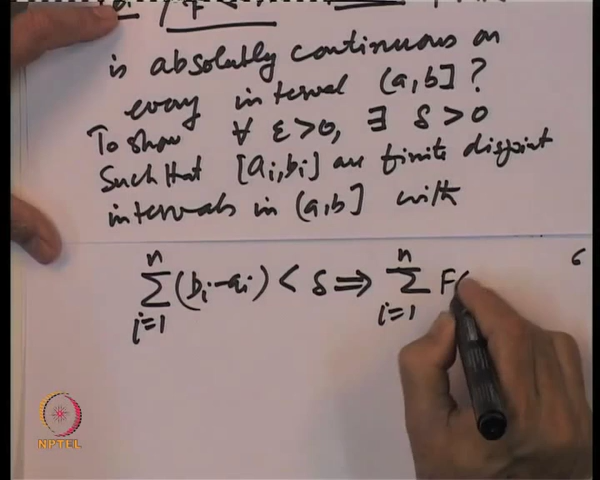 is absolutely continuous on
every interval (a,b]?
To show ∀ ε>0, ∃ δ>0
Such that [ai,bi] are finite disjoint
intervals in (a,b] with
n n 6
∑(bi-ai) < δ ⟹ ∑ F(
i=1 i=1
NPTEL